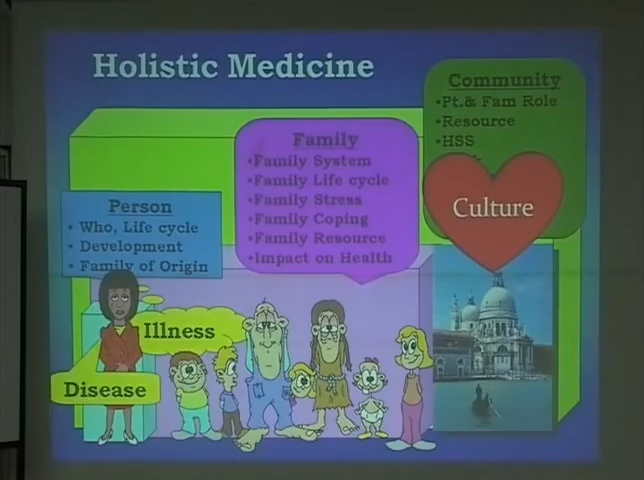 Holistic Medicine
Community
•Pt.& Fam Role
•Resource
•HSS
Culture
Family
•Family System
•Family Life cycle
•Family Stress
•Family Coping
•Family Resource
•Impact on Health
Person
• Who, Life cycle
• Development
• Family of Origin
Illness
Disease